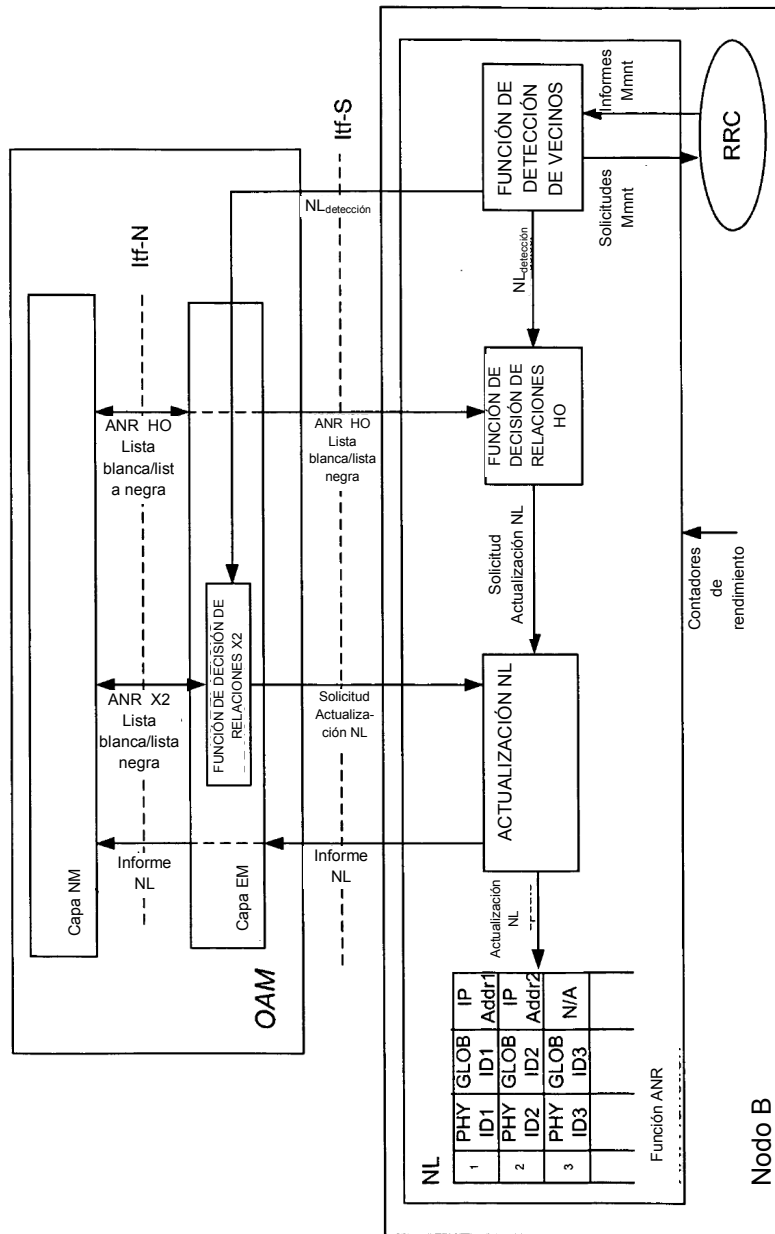 OAM
Capa NM
Itf-N
Informe
NL
ANR X2
Lista
blanca/lista
negra
ANR HO
Lista
blanca/list
a negra
Capa EM
FUNCIÓN DE DECISIÓN DE
RELACIONES X2
Itf-S
Informe
NL
Solicitud
Actualiza-
ción NL
ANR HO
Lista
blanca/lista
negra
NLdetección
NL
1 PHY ID1 GLOB ID1 IP Addr1
2 PHY ID2 GLOB ID2 IP Addr2
3 PHY ID3 GLOB ID3 N/A
Actualización
NL
ACTUALIZACIÓN NL
Solicitud
Actualización NL
FUNCIÓN DE
DECISIÓN DE
RELACIONES
HO
NLdetección
FUNCIÓN DE
DETECCIÓN
DE VECINOS
Solicitudes
Mmnt
Informes
Mmnt
RRC
Función ANR
Contadores
de
rendimiento
Nodo B